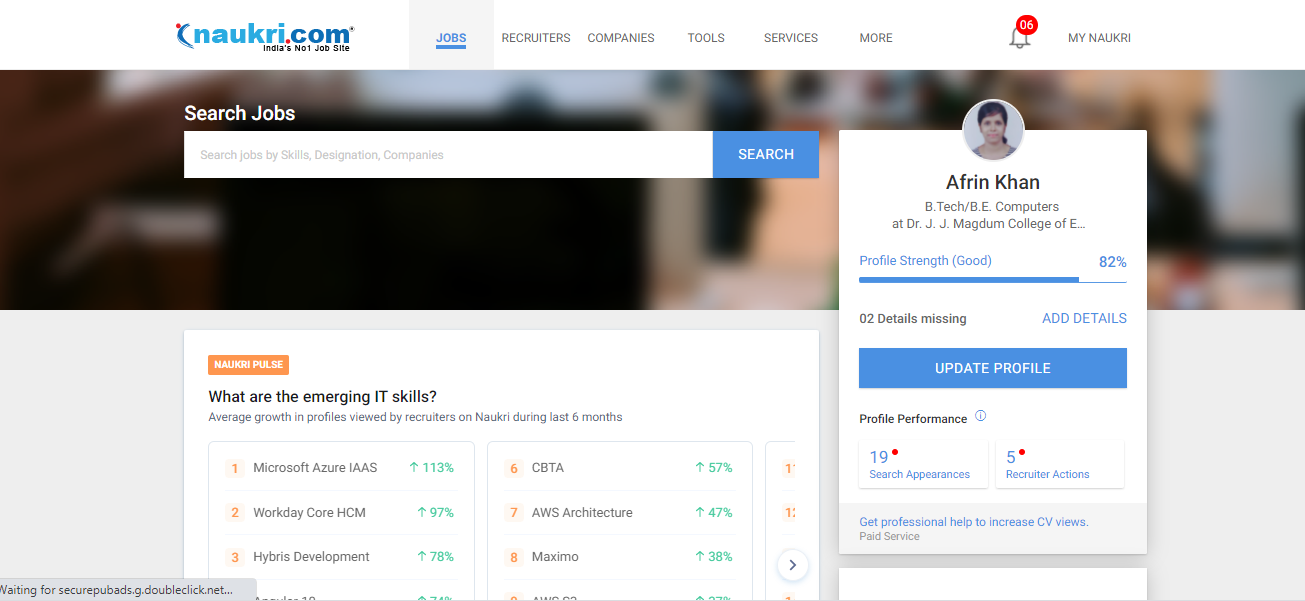 naukri.com
India's No1 Job Site
JOBS
RECRUITERS
COMPANIES
TOOLS
SERVICES
MORE
06
MY NAUKRI
Search Jobs
Search jobs by Skills, Designation, Companies
SEARCH
Afrin Khan
B.Tech/B.E. Computers
at Dr. J. J. Magdum College of E...
Profile Strength (Good)
82%
02 Details missing
ADD DETAILS
UPDATE PROFILE
Profile Performance
19
Search Appearances
5
Recruiter Actions
Get professional help to increase CV views.
Paid Service
NAUKRI PULSE
What are the emerging IT skills?
Average growth in profiles viewed by recruiters on Naukri during last 6 months
1 Microsoft Azure IAAS ↑ 113%
2 Workday Core HCM ↑ 97%
3 Hybris Development ↑ 78%
6 CBTA ↑ 57%
7 AWS Architecture ↑ 47%
8 Maximo ↑ 38%
12
Waiting for securepubads.g.doubleclick.net...